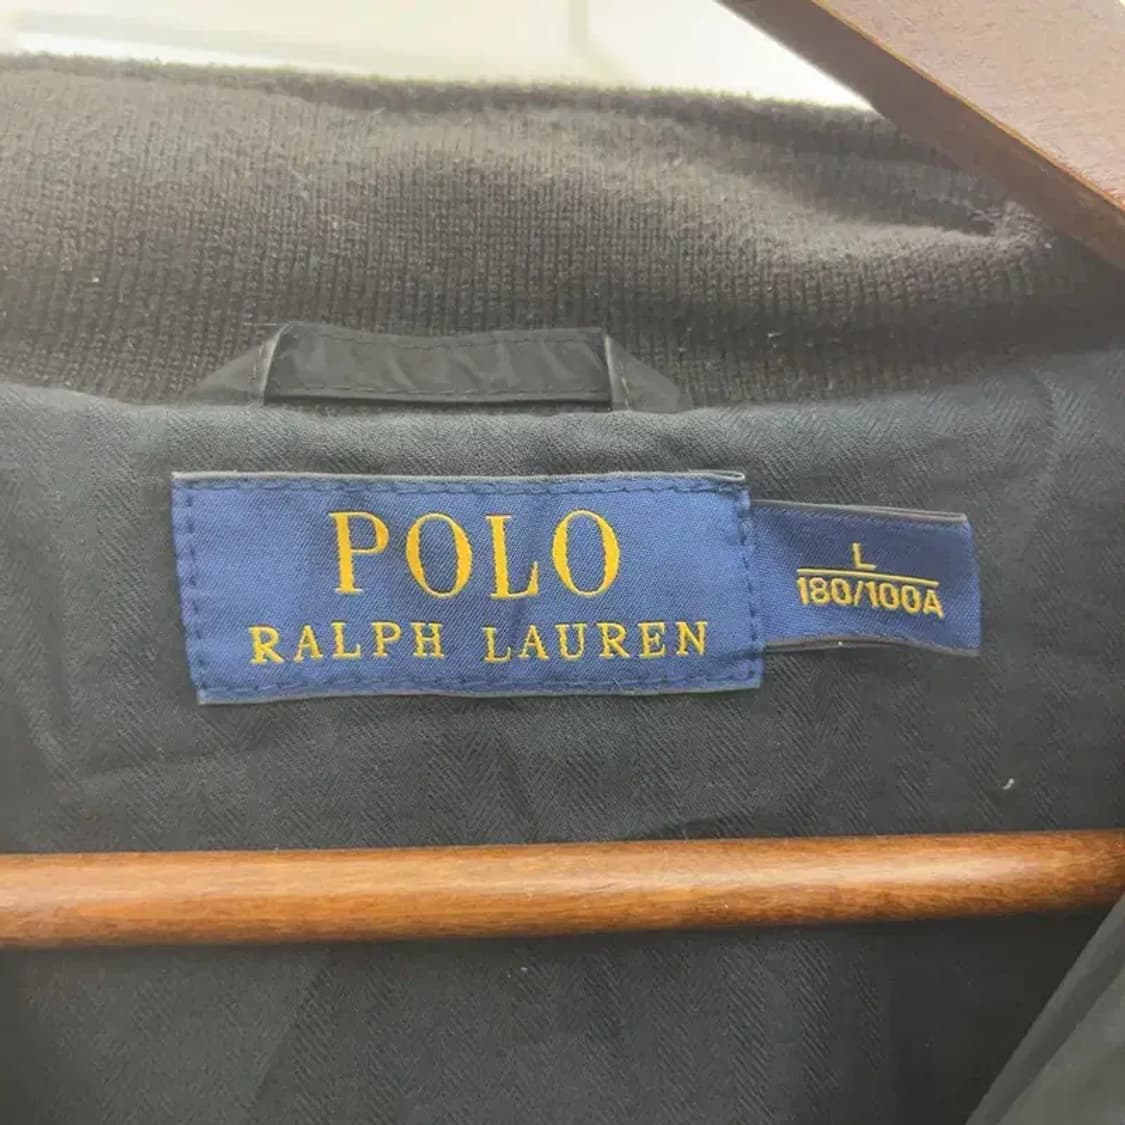 POLO
RALPH LAUREN
L
180/100A